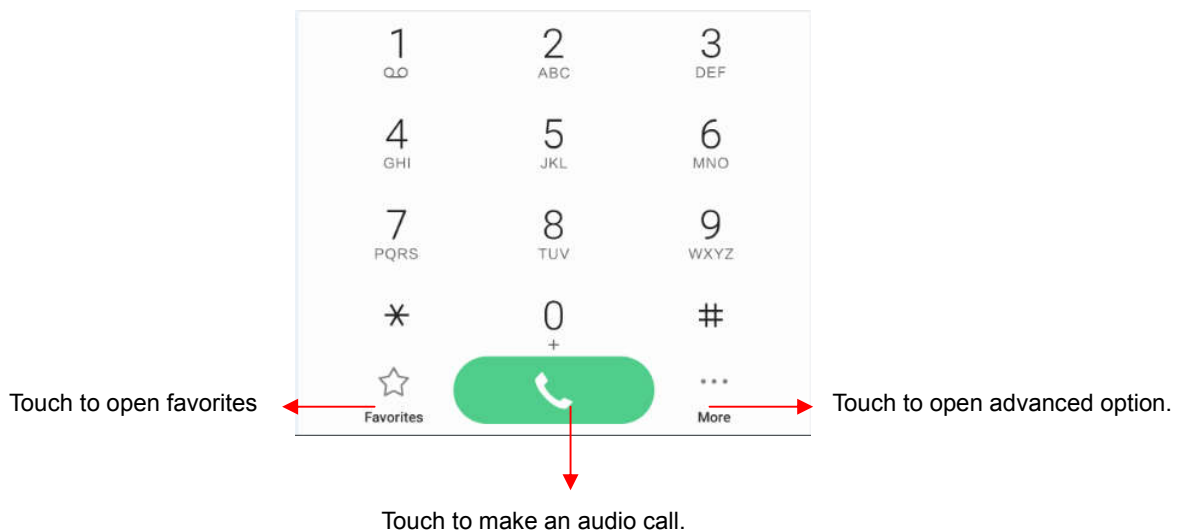 1 2 3
ABC DEF
4 5 6
GHI JKL MNO
7 8 9
PQRS TUV WXYZ
* 0 #
+
Touch to open favorites
Favorites
More
Touch to open advanced option.
Touch to make an audio call.